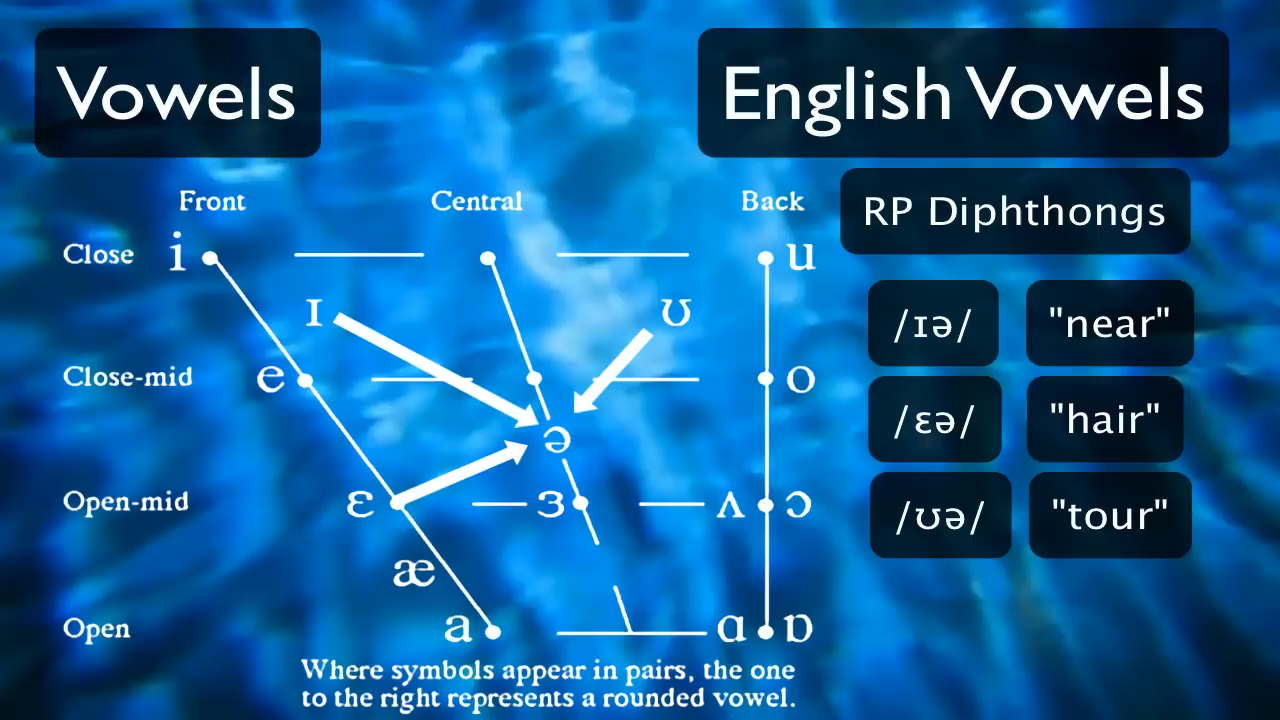 Vowels
English Vowels
RP Diphthongs
Front Central Back
Close i u
ɪ ʊ
Close-mid e o
ə
Open-mid ɛ ɜ ʌ ɔ
æ
Open a ɑ ɒ
Where symbols appear in pairs, the one
to the right represents a rounded vowel.
/ɪə/ "near"
/ɛə/ "hair"
/ʊə/ "tour"